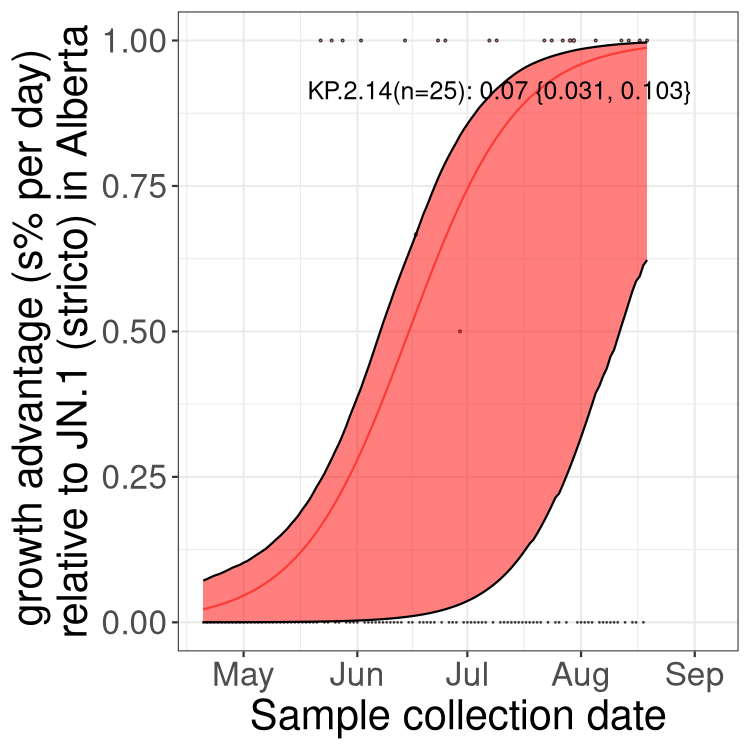 growth advantage (s% per day)
relative to JN.1 (stricto) in Alberta
1.00
0.75
0.50
0.25
0.00
KP.2.14(n=25): 0.07 {0.031, 0.103}
May Jun Jul Aug Sep
Sample collection date